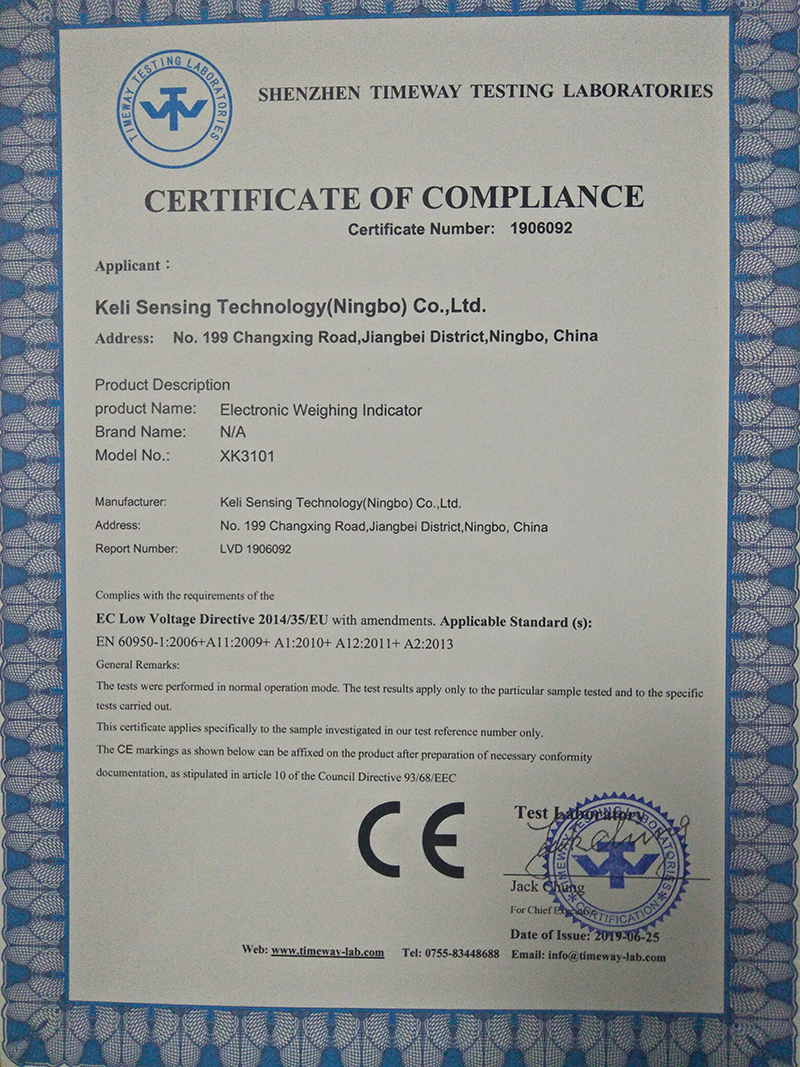 TIMEWAY TESTING LABORATORIES
SHENZHEN TIMEWAY TESTING LABORATORIES
CERTIFICATE OF COMPLIANCE
Certificate Number: 1906092
Applicant：
Keli Sensing Technology(Ningbo) Co.,Ltd.
Address: No. 199 Changxing Road,Jiangbei District,Ningbo, China
Product Description
product Name: Electronic Weighing Indicator
Brand Name: N/A
Model No.: XK3101
Manufacturer: Keli Sensing Technology(Ningbo) Co.,Ltd.
Address: No. 199 Changxing Road,Jiangbei District,Ningbo, China
Report Number: LVD 1906092
Complies with the requirements of the
EC Low Voltage Directive 2014/35/EU with amendments. Applicable Standard (s):
EN 60950-1:2006+A11:2009+ A1:2010+ A12:2011+ A2:2013
General Remarks:
The tests were performed in normal operation mode. The test results apply only to the particular sample tested and to the specific
tests carried out.
This certificate applies specifically to the sample investigated in our test reference number only.
The CE markings as shown below can be affixed on the product after preparation of necessary conformity
documentation, as stipulated in article 10 of the Council Directive 93/68/EEC
CE
Test Laboratory
TIMEWAY TESTING LABORATORIES
CERTIFICATION
Jack Chung
For Chief
Date of Issue: 2019-06-25
Web: www.timeway-lab.com Tel: 0755-83448688 Email: info@timeway-lab.com